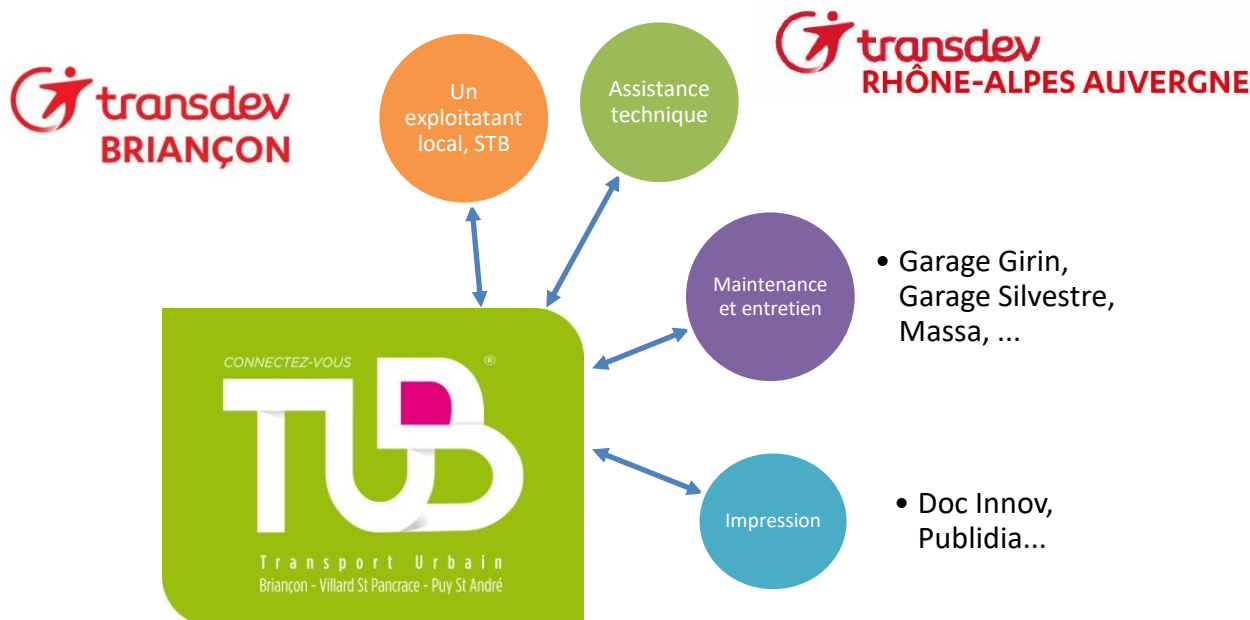 transdev
BRIANÇON
Un
exploitatant
local, STB
Assistance
technique
transdev
RHÔNE-ALPES AUVERGNE
Maintenance
et entretien
• Garage Girin,
Garage Silvestre,
Massa, ...
CONNECTEZ-VOUS
TUB®
Transport Urbain
Briançon - Villard St Pancrace - Puy St André
Impression
• Doc Innov,
Publidia...